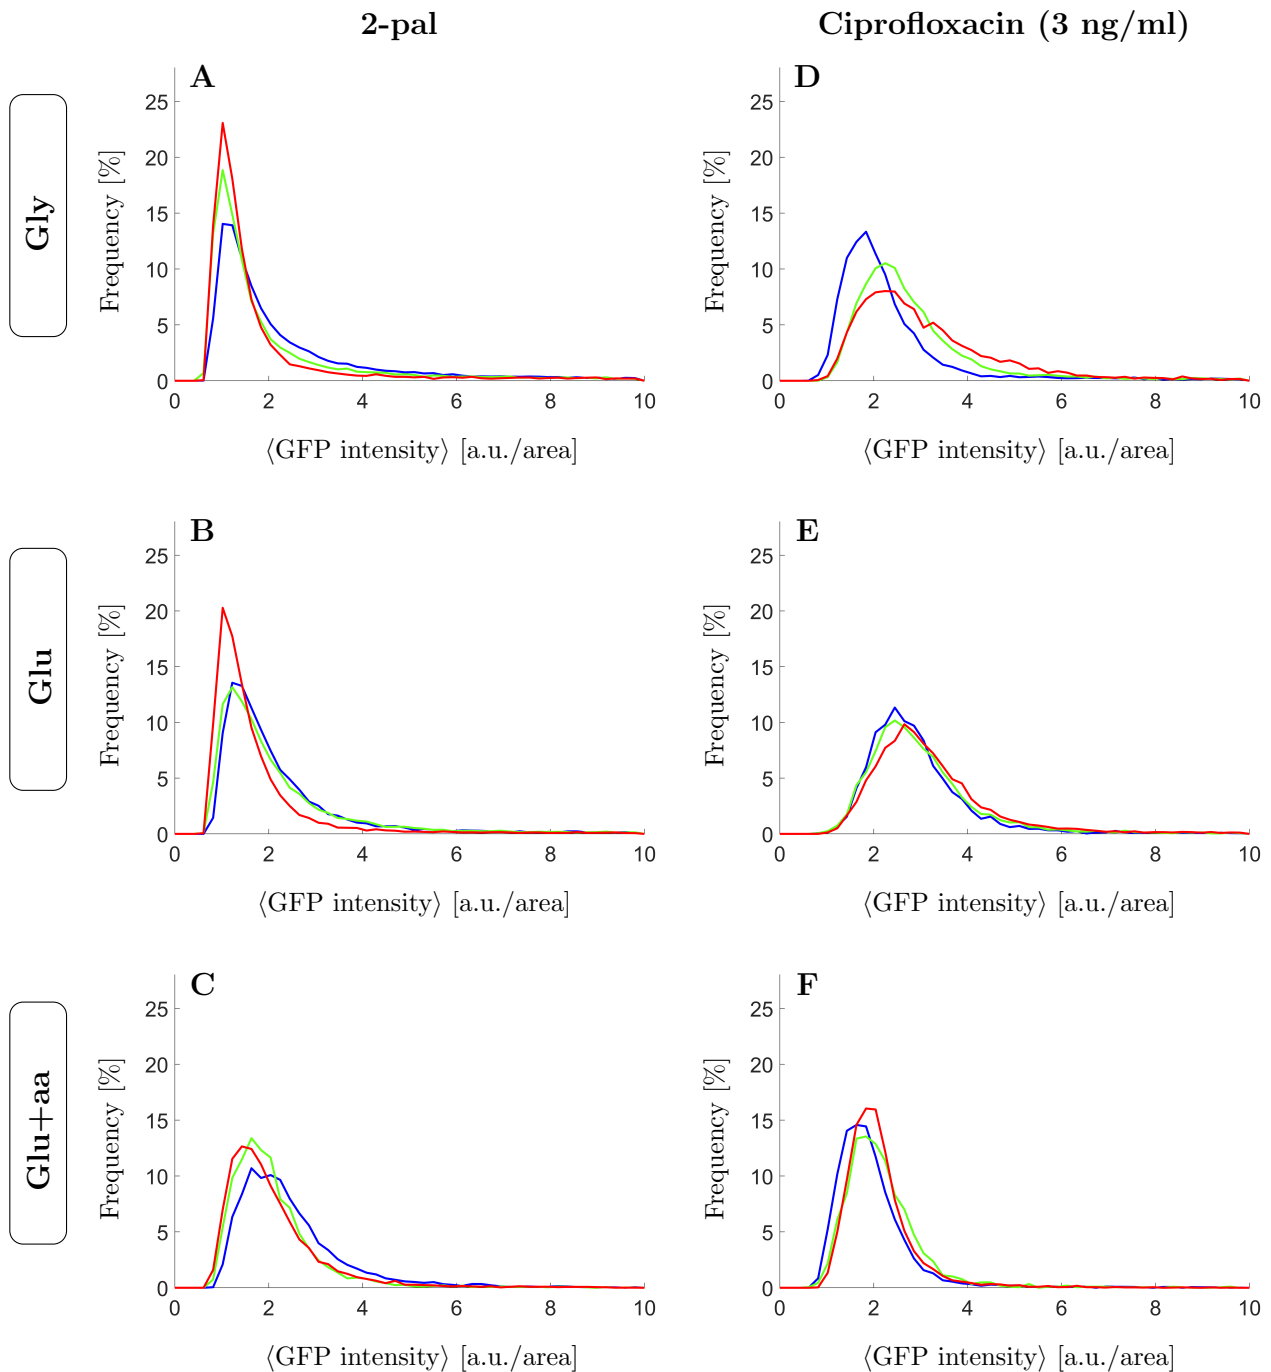 2-pal
Ciprofloxacin (3 ng/ml)
Gly
A
Frequency [%]
25
20
15
10
5
0
0 2 4 6 8 10
⟨GFP intensity⟩ [a.u./area]
D
Frequency [%]
25
20
15
10
5
0
0 2 4 6 8 10
⟨GFP intensity⟩ [a.u./area]
Glu
B
Frequency [%]
25
20
15
10
5
0
0 2 4 6 8 10
⟨GFP intensity⟩ [a.u./area]
E
Frequency [%]
25
20
15
10
5
0
0 2 4 6 8 10
⟨GFP intensity⟩ [a.u./area]
Glu+aa
C
Frequency [%]
25
20
15
10
5
0
0 2 4 6 8 10
⟨GFP intensity⟩ [a.u./area]
F
Frequency [%]
25
20
15
10
5
0
0 2 4 6 8 10
⟨GFP intensity⟩ [a.u./area]